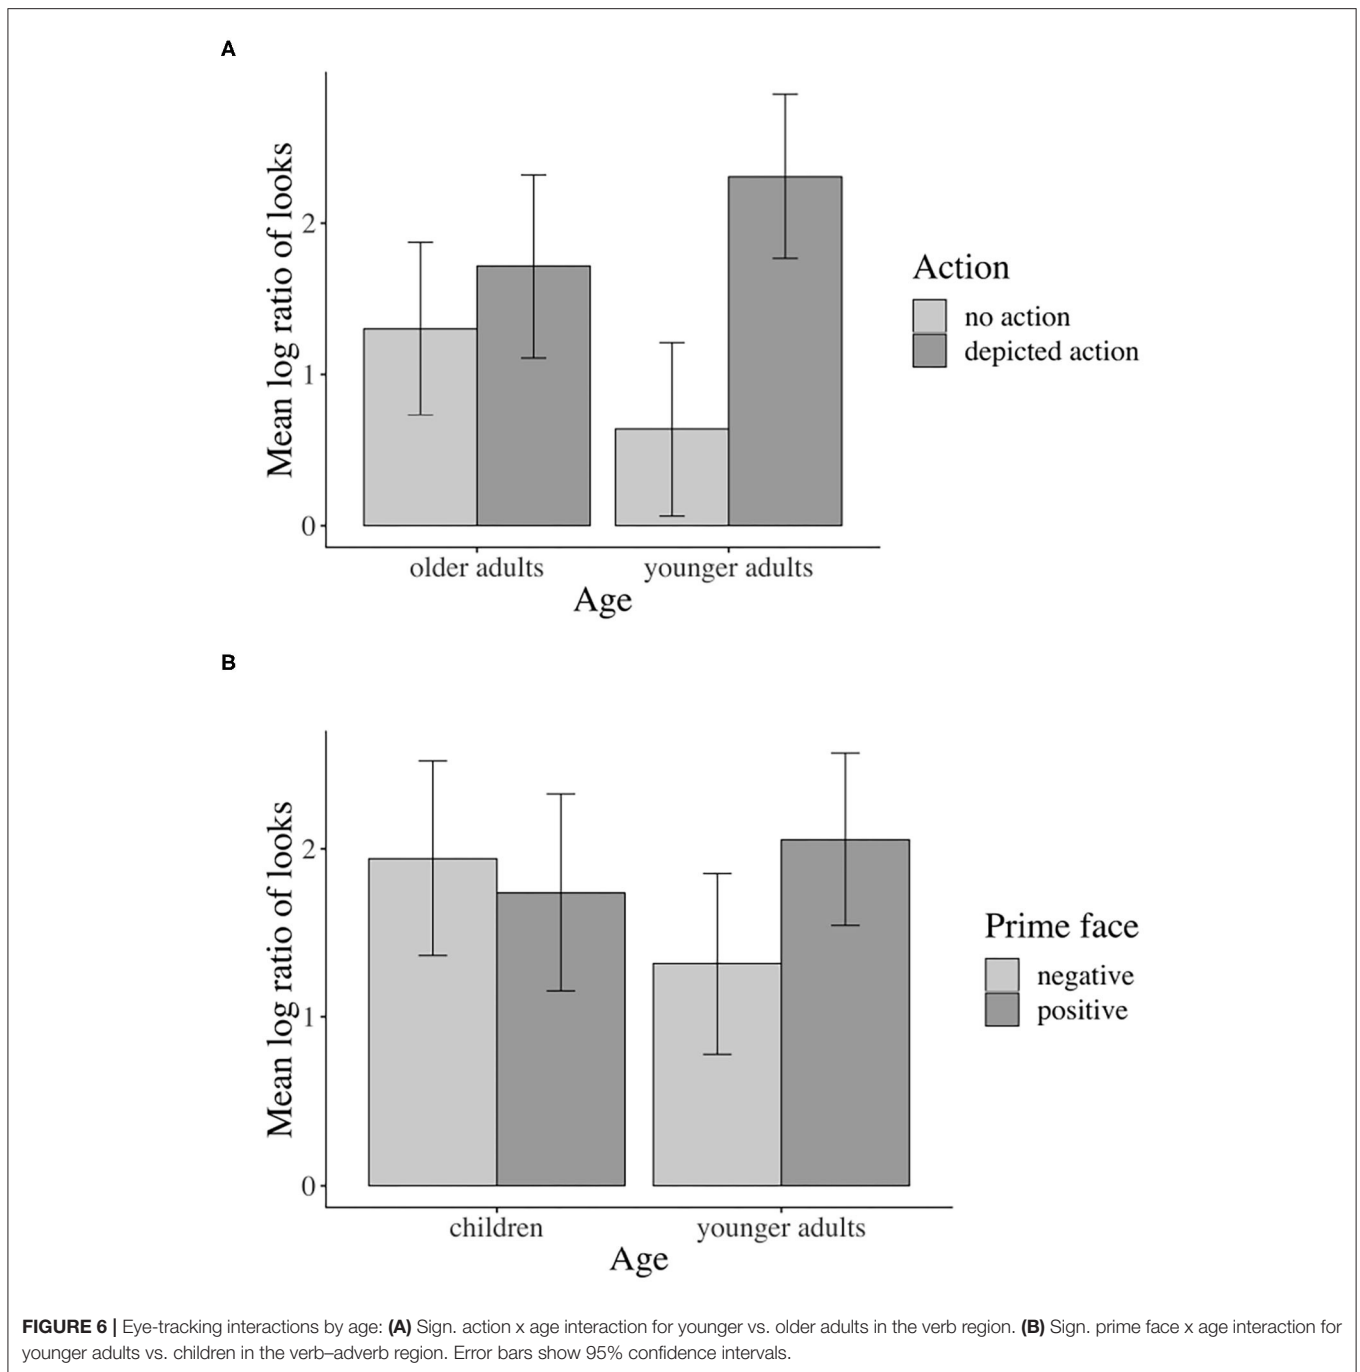 A
Mean log ratio of looks
2
1
0
older adults younger adults
Age
Action
no action
depicted action
B
Mean log ratio of looks
2
1
0
children younger adults
Age
Prime face
negative
positive
FIGURE 6 | Eye-tracking interactions by age: (A) Sign. action x age interaction for younger vs. older adults in the verb region. (B) Sign. prime face x age interaction for
younger adults vs. children in the verb–adverb region. Error bars show 95% confidence intervals.